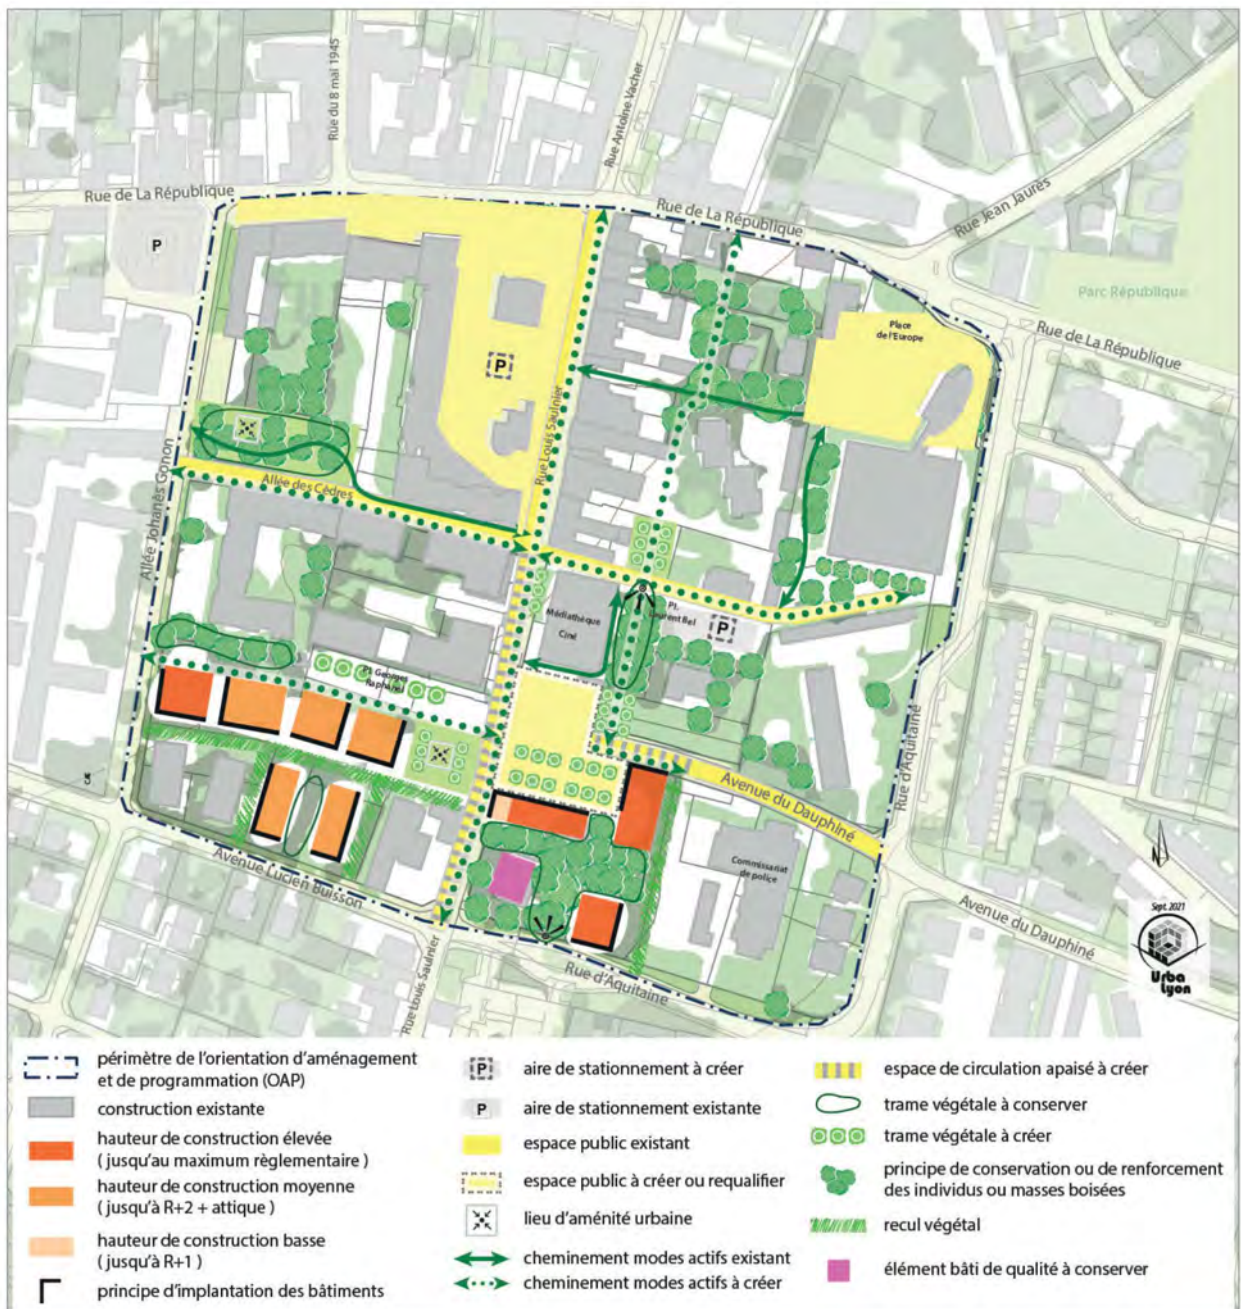 Rue du 8 mai 1945
Rue Antoine Vacher
Rue de La République
Rue de La République
Rue Jean Jaurès
P
Parc République
Place
de l'Europe
Rue de La République
P
Rue Louis Saulnier
Allée des Cèdres
Allée Johanès Gonon
Médiathèque
Ciné
Pl.
Laurent Bel
P
Pl. Georges
Raphanel
Rue d'Aquitaine
Avenue du Dauphiné
Commissariat
de police
Avenue Lucien Buisson
Avenue du Dauphiné
Rue Louis Saulnier
Rue d'Aquitaine
N
Sept. 2021
Urba
Lyon
périmètre de l'orientation d'aménagement
et de programmation (OAP)
construction existante
hauteur de construction élevée
( jusqu'au maximum règlementaire )
hauteur de construction moyenne
( jusqu'à R+2 + attique )
hauteur de construction basse
( jusqu'à R+1 )
principe d'implantation des bâtiments
P aire de stationnement à créer
P aire de stationnement existante
espace public existant
espace public à créer ou requalifier
lieu d'aménité urbaine
cheminement modes actifs existant
cheminement modes actifs à créer
espace de circulation apaisé à créer
trame végétale à conserver
trame végétale à créer
principe de conservation ou de renforcement
des individus ou masses boisées
recul végétal
élément bâti de qualité à conserver